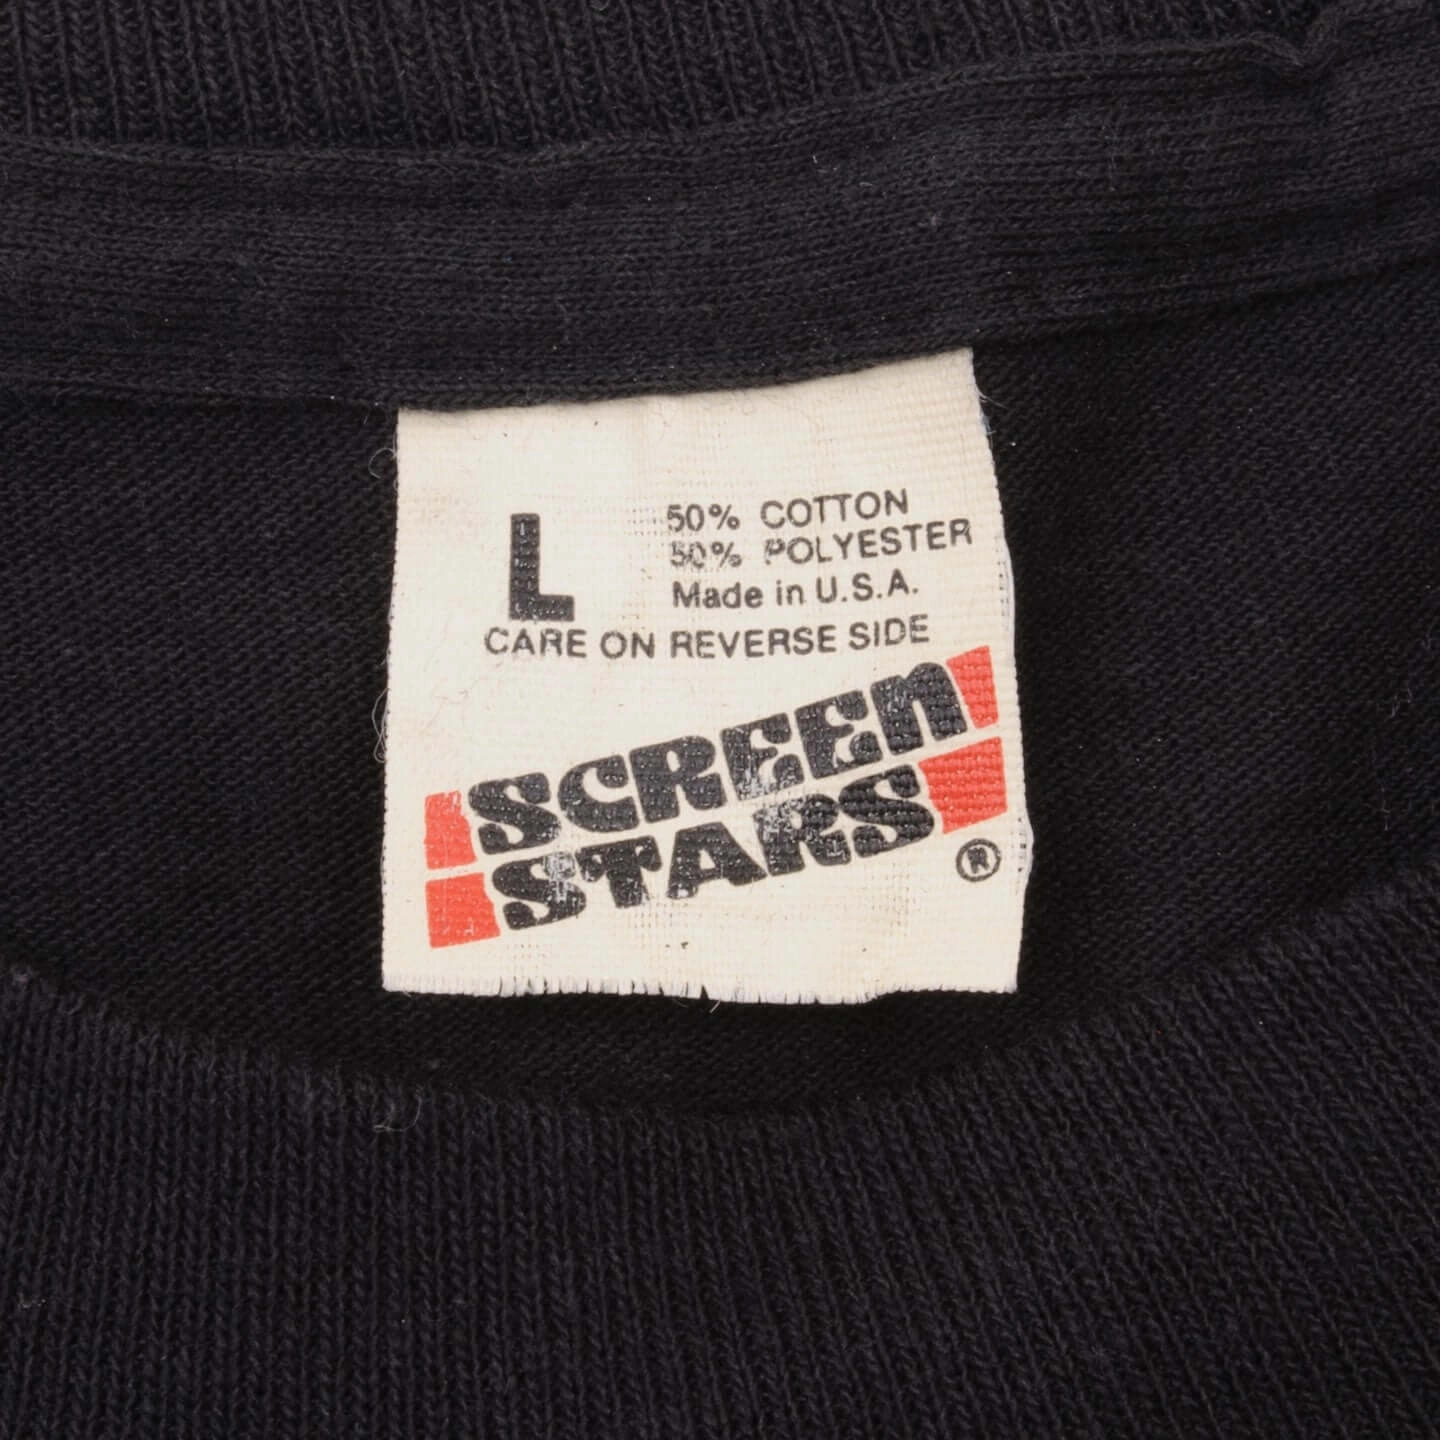 L
50% COTTON
50% POLYESTER
Made in U.S.A.
CARE ON REVERSE SIDE
SCREEN
STARS
®